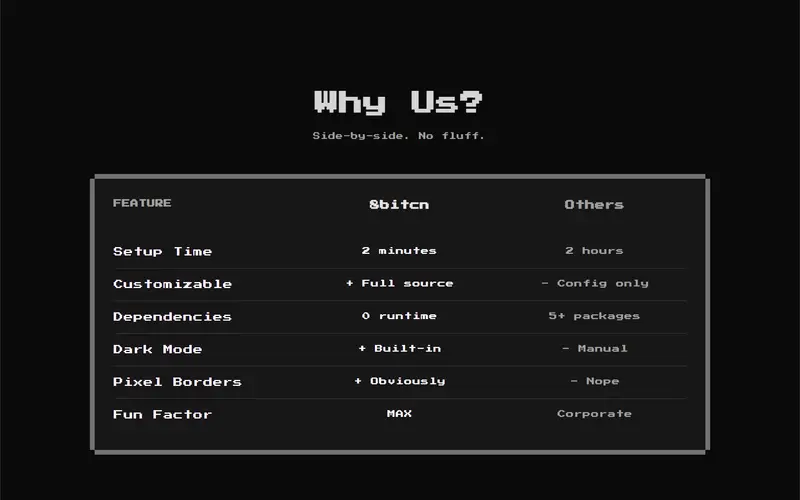 Why Us?
Side-by-side. No fluff.
FEATURE 8bitcn Others
Setup Time 2 minutes 2 hours
Customizable + Full source - Config only
Dependencies 0 runtime 5+ packages
Dark Mode + Built-in - Manual
Pixel Borders + Obviously - Nope
Fun Factor MAX Corporate